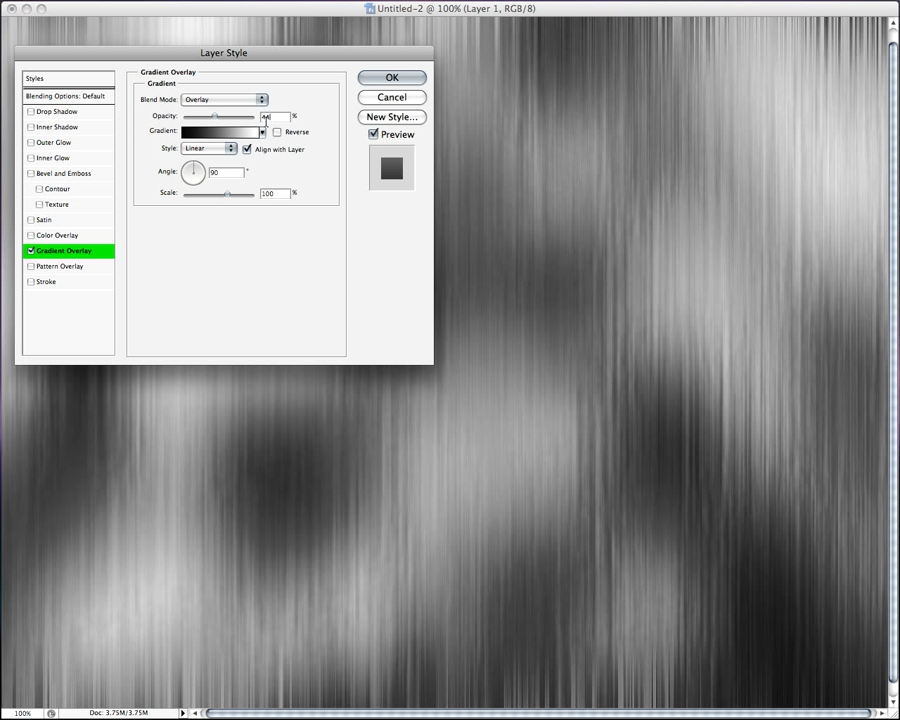 Untitled-2 @ 100% (Layer 1, RGB/8)
Layer Style
Styles
Blending Options: Default
Drop Shadow
Inner Shadow
Outer Glow
Inner Glow
Bevel and Emboss
Contour
Texture
Satin
Color Overlay
Gradient Overlay
Pattern Overlay
Stroke
Gradient Overlay
Gradient
Blend Mode: Overlay
Opacity: %
Gradient: Reverse
Style: Linear Align with Layer
Angle: 90 °
Scale: 100 %
OK
Cancel
New Style...
Preview
100% Doc: 3.75M/3.75M